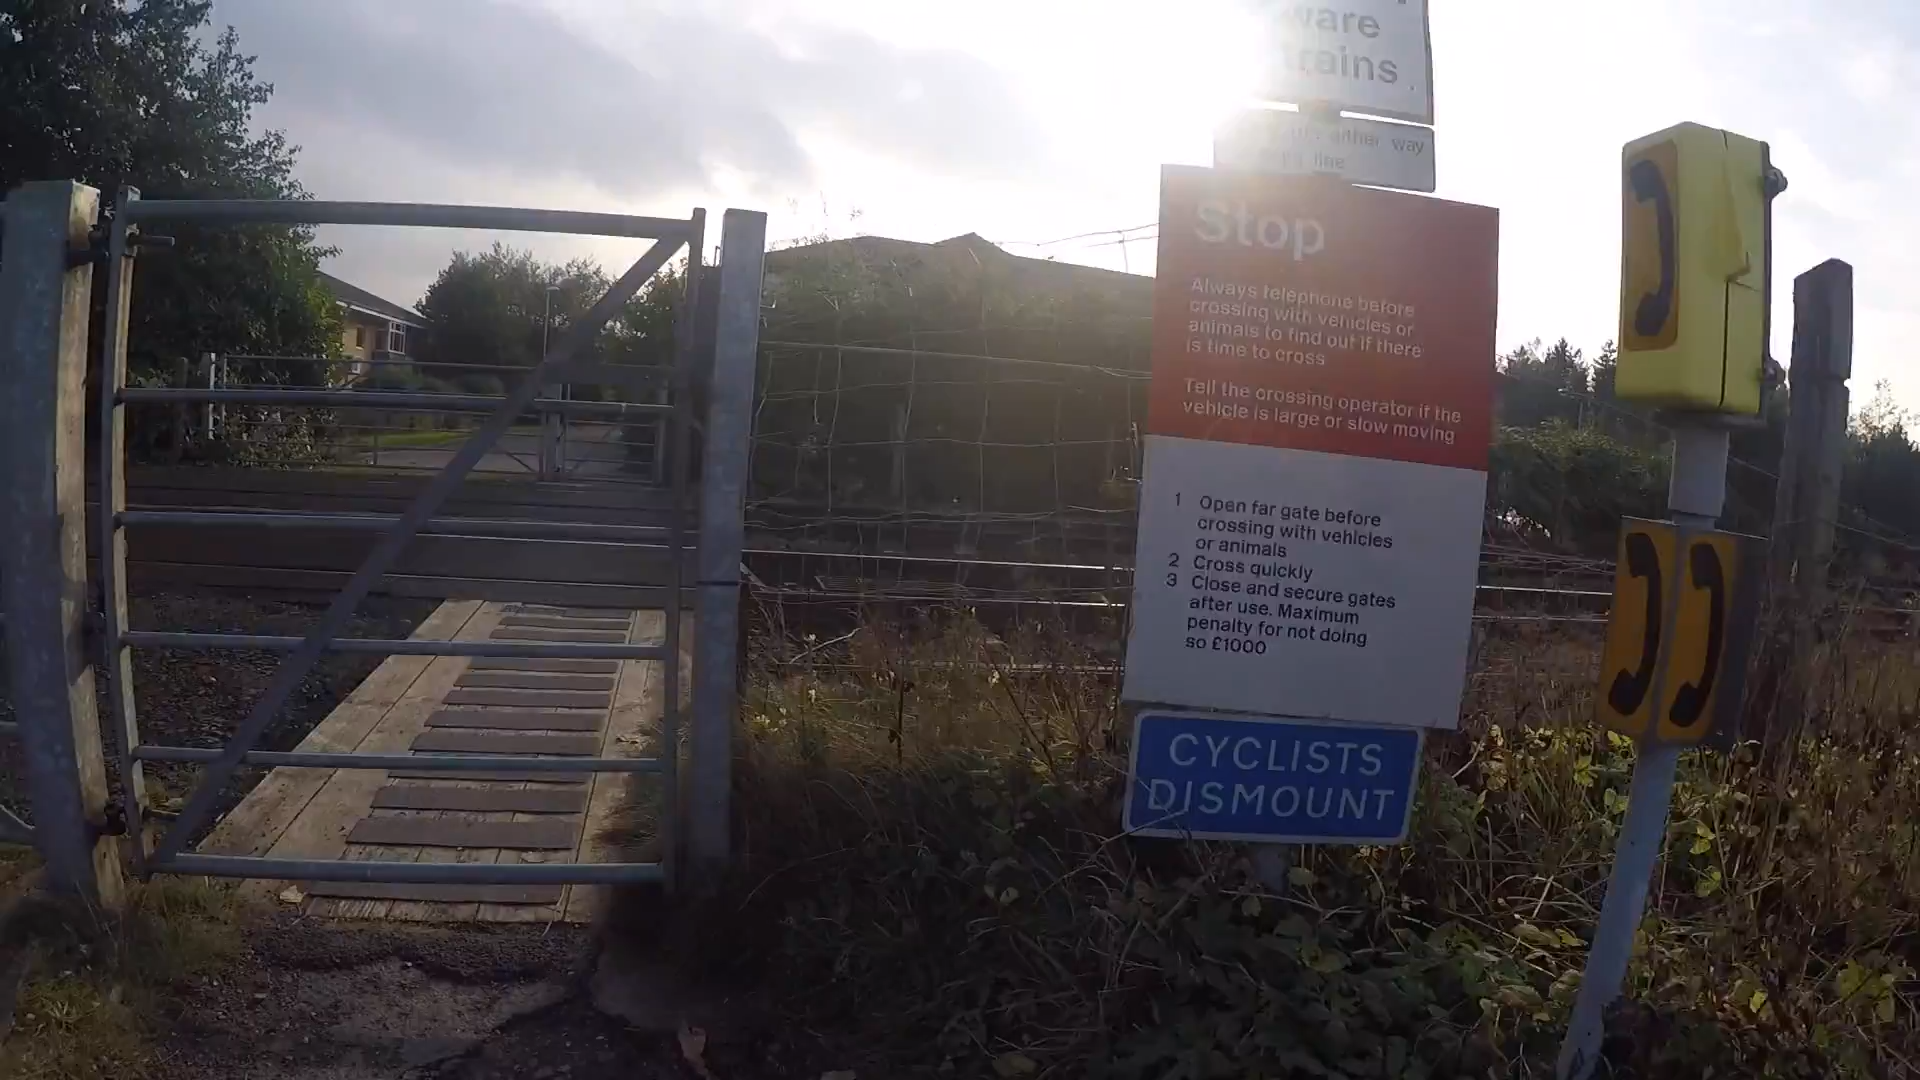 trains
either way
line
Stop
Always telephone before
crossing with vehicles or
animals to find out if there
is time to cross
Tell the crossing operator if the
vehicle is large or slow moving
1 Open far gate before
crossing with vehicles
or animals
2 Cross quickly
3 Close and secure gates
after use. Maximum
penalty for not doing
so £1000
CYCLISTS
DISMOUNT